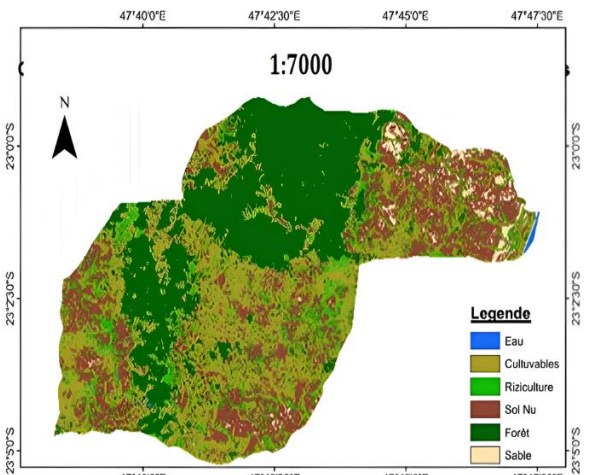 47°40'0"E 47°42'30"E 47°45'0"E 47°47'30"E
1:7000
N
23°0'0"S
23°0'0"S
23°2'30"S
23°2'30"S
23°5'0"S
23°5'0"S
Legende
Eau
Cultuvables
Riziculture
Sol Nu
Forêt
Sable